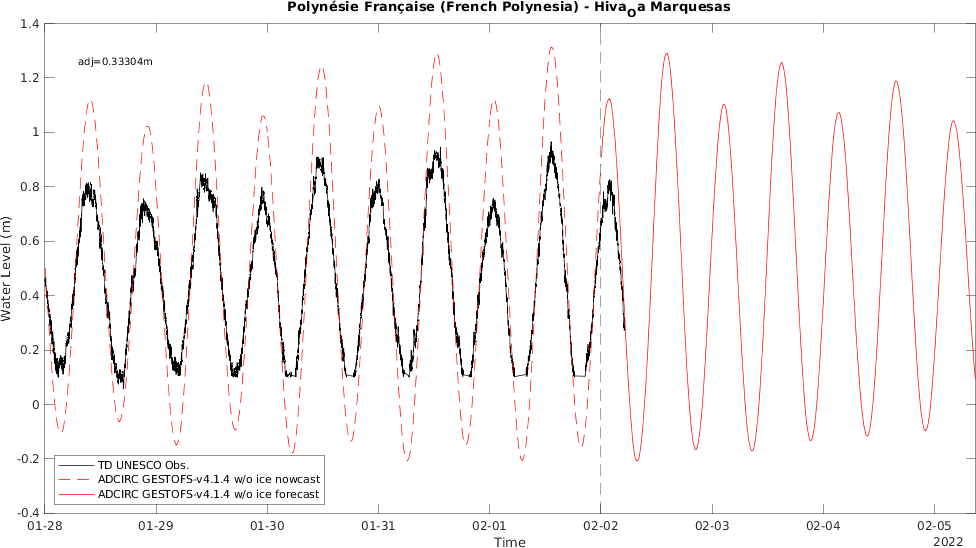 Polynésie Française (French Polynesia) - Hiva_Oa Marquesas
adj=0.33304m
Water Level (m)
1.4
1.2
1
0.8
0.6
0.4
0.2
0
-0.2
-0.4
TD UNESCO Obs.
ADCIRC GESTOFS-v4.1.4 w/o ice nowcast
ADCIRC GESTOFS-v4.1.4 w/o ice forecast
01-28 01-29 01-30 01-31 02-01 02-02 02-03 02-04 02-05
Time
2022